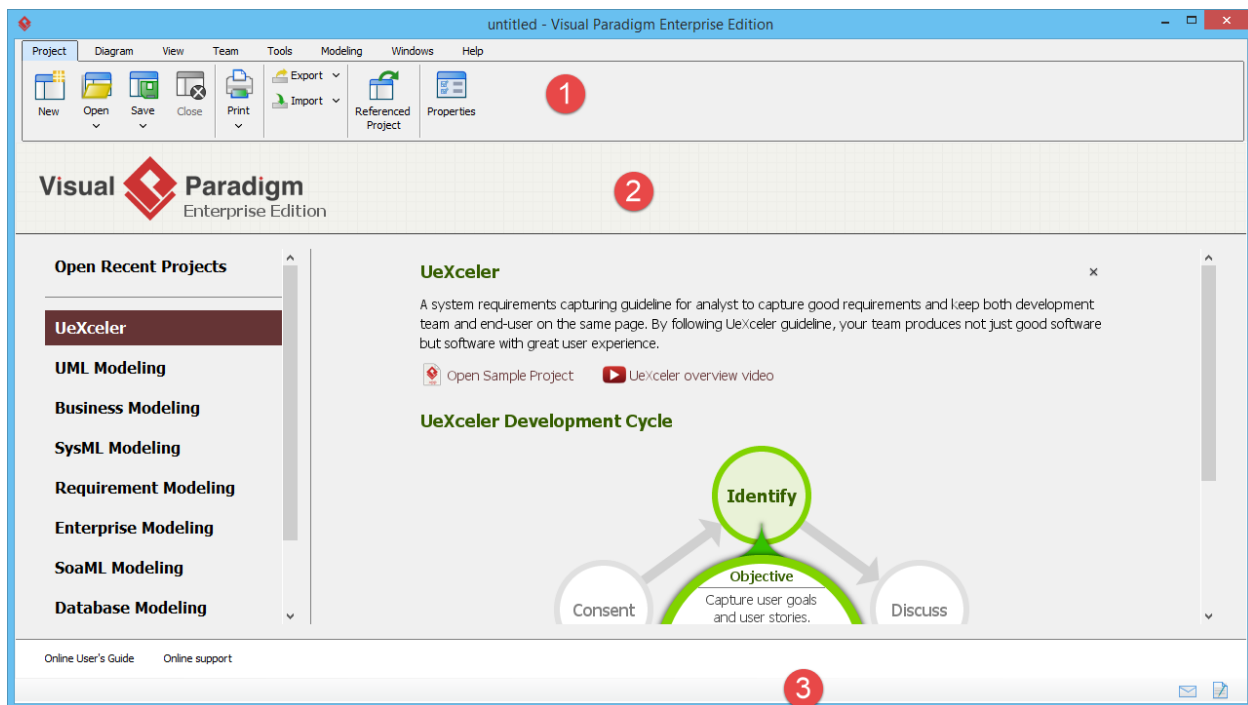 untitled - Visual Paradigm Enterprise Edition
Project Diagram View Team Tools Modeling Windows Help
New Open Save Close Print Export Import Referenced Project Properties
1
Visual Paradigm
Enterprise Edition
2
Open Recent Projects
UeXceler
UML Modeling
Business Modeling
SysML Modeling
Requirement Modeling
Enterprise Modeling
SoaML Modeling
Database Modeling
UeXceler
A system requirements capturing guideline for analyst to capture good requirements and keep both development
team and end-user on the same page. By following UeXceler guideline, your team produces not just good software
but software with great user experience.
Open Sample Project UeXceler overview video
UeXceler Development Cycle
Identify
Objective
Capture user goals
and user stories.
Consent
Discuss
Online User's Guide Online support
3